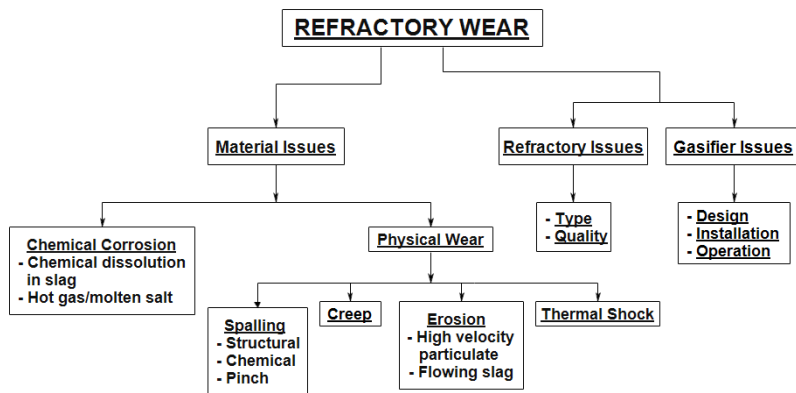 REFRACTORY WEAR
Material Issues
Refractory Issues
Gasifier Issues
- Type
- Quality
- Design
- Installation
- Operation
Chemical Corrosion
- Chemical dissolution
in slag
- Hot gas/molten salt
Physical Wear
Spalling
- Structural
- Chemical
- Pinch
Creep
Erosion
- High velocity
particulate
- Flowing slag
Thermal Shock